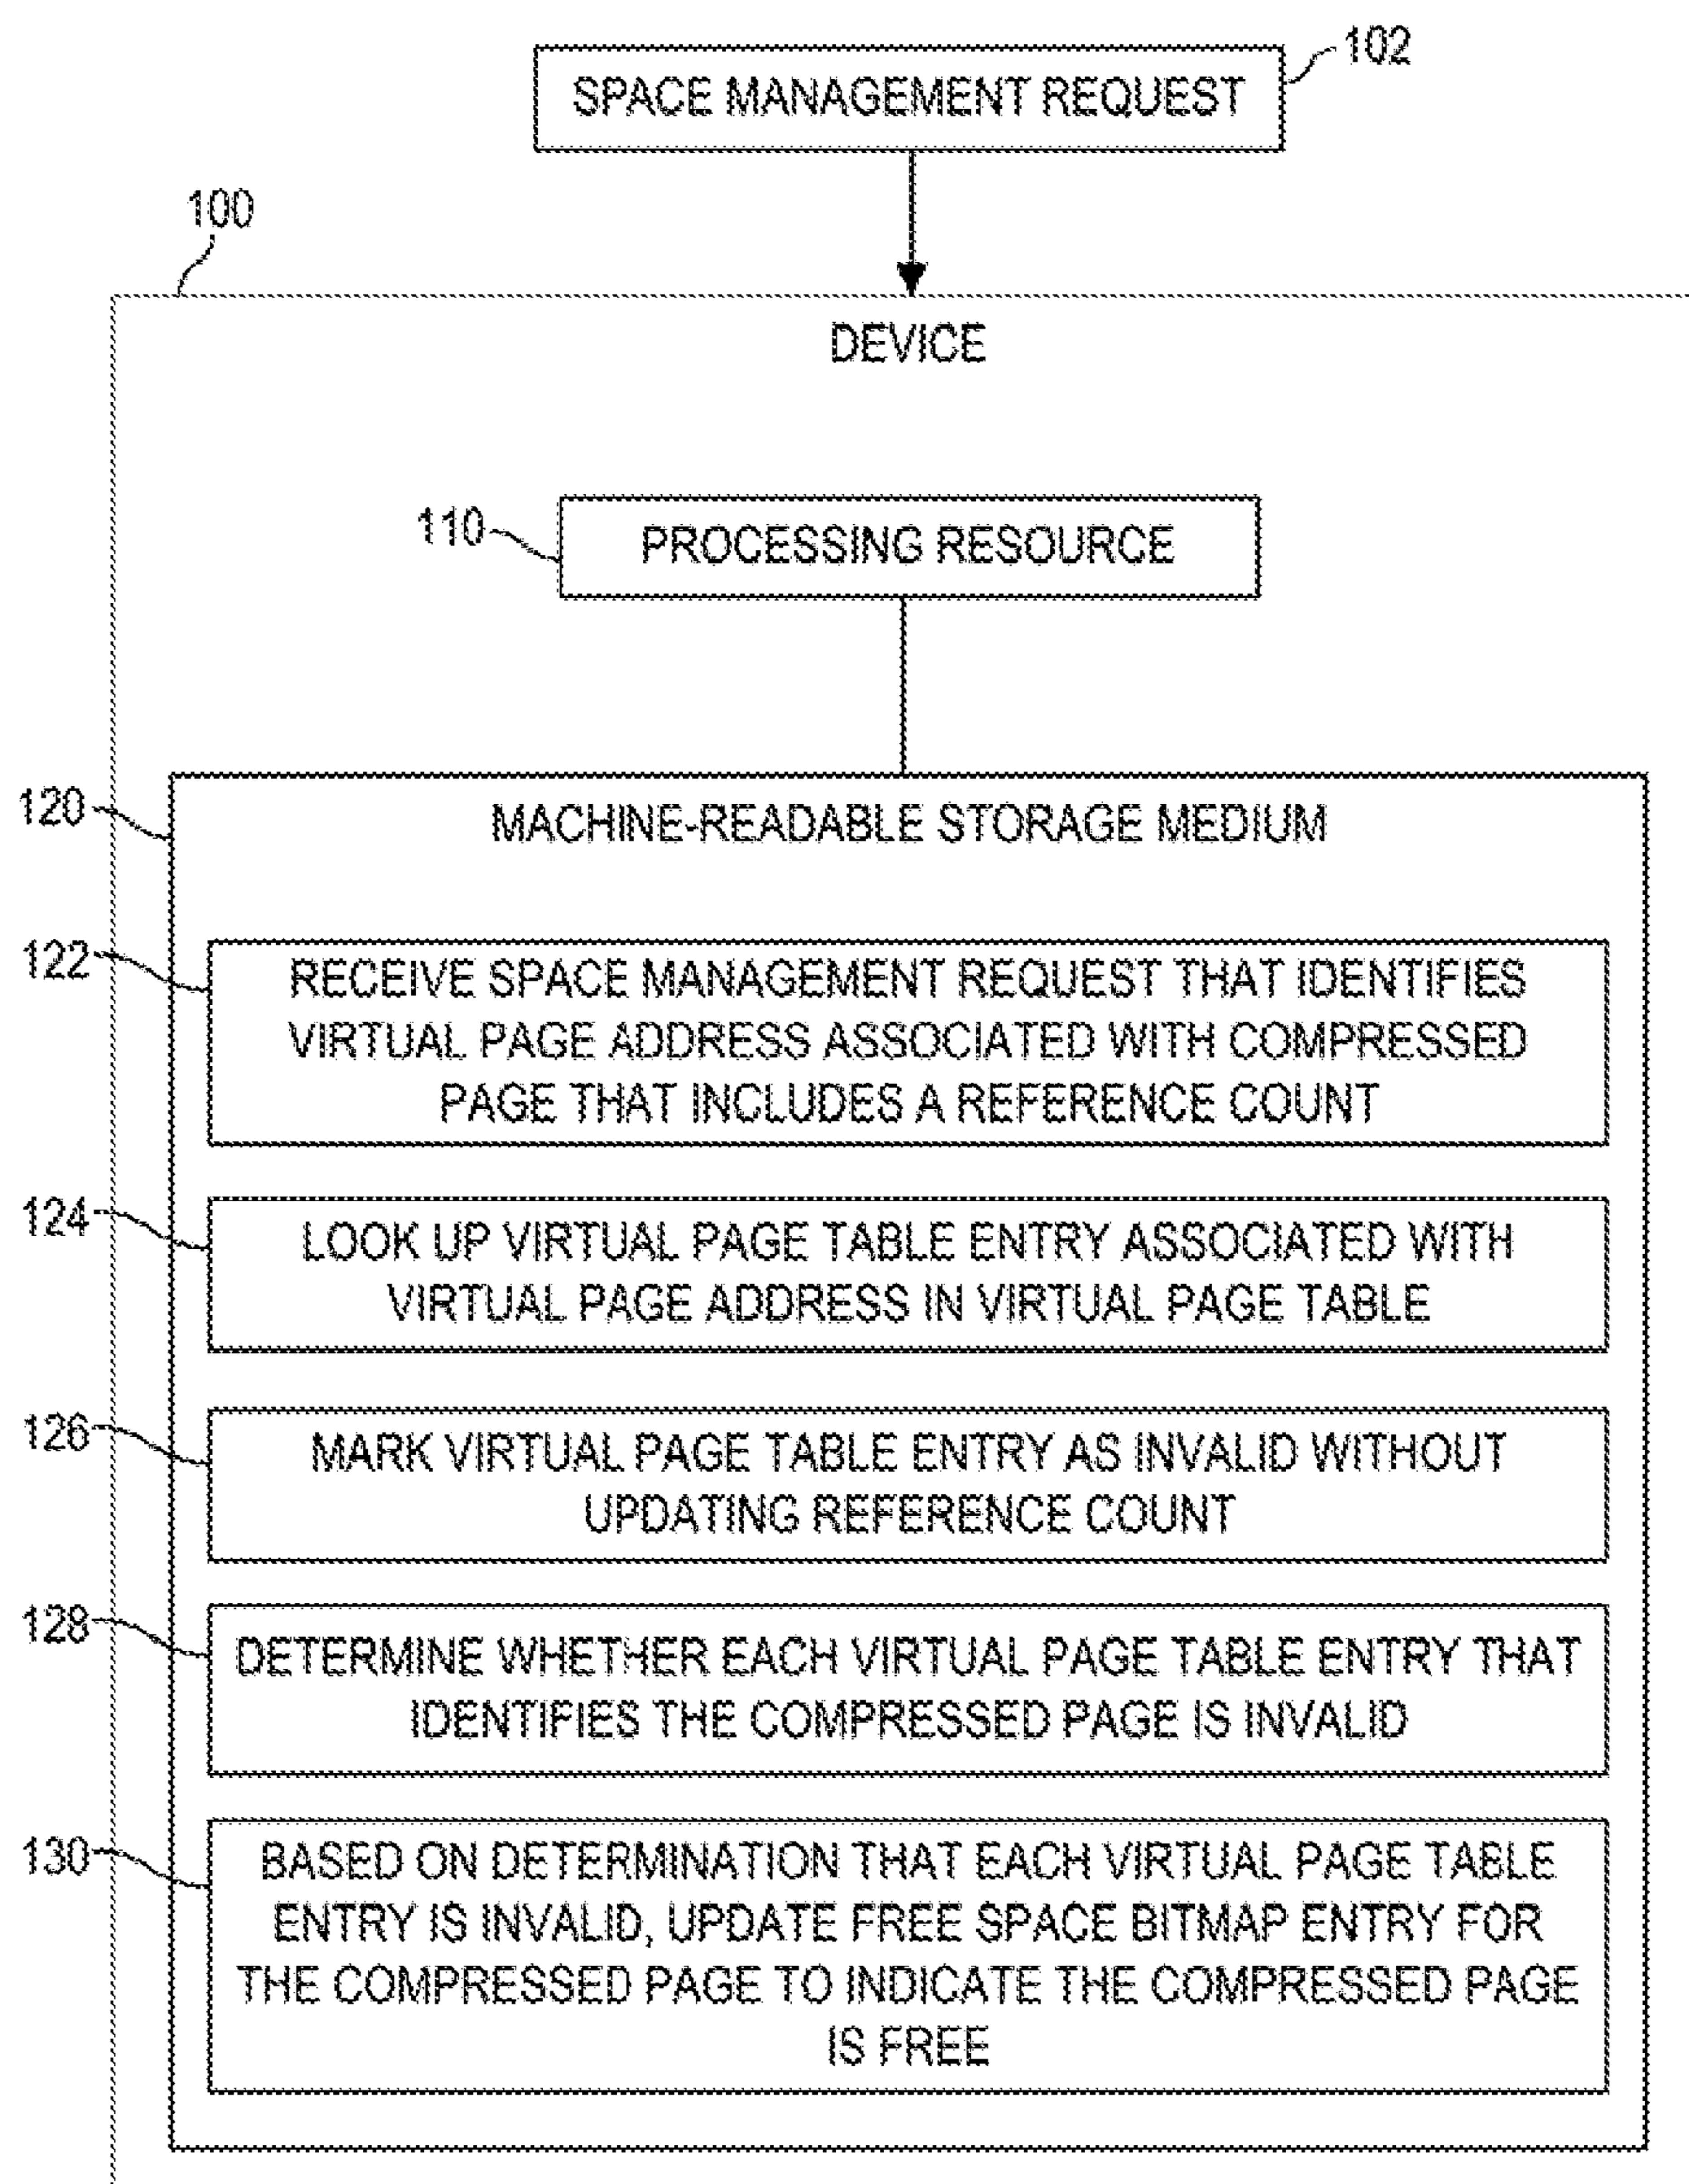 102
SPACE MANAGEMENT REQUEST
100
DEVICE
110
PROCESSING RESOURCE
120
MACHINE-READABLE STORAGE MEDIUM
122
RECEIVE SPACE MANAGEMENT REQUEST THAT IDENTIFIES
VIRTUAL PAGE ADDRESS ASSOCIATED WITH COMPRESSED
PAGE THAT INCLUDES A REFERENCE COUNT
124
LOOK UP VIRTUAL PAGE TABLE ENTRY ASSOCIATED WITH
VIRTUAL PAGE ADDRESS IN VIRTUAL PAGE TABLE
126
MARK VIRTUAL PAGE TABLE ENTRY AS INVALID WITHOUT
UPDATING REFERENCE COUNT
128
DETERMINE WHETHER EACH VIRTUAL PAGE TABLE ENTRY THAT
IDENTIFIES THE COMPRESSED PAGE IS INVALID
130
BASED ON DETERMINATION THAT EACH VIRTUAL PAGE TABLE
ENTRY IS INVALID, UPDATE FREE SPACE BITMAP ENTRY FOR
THE COMPRESSED PAGE TO INDICATE THE COMPRESSED PAGE
IS FREE